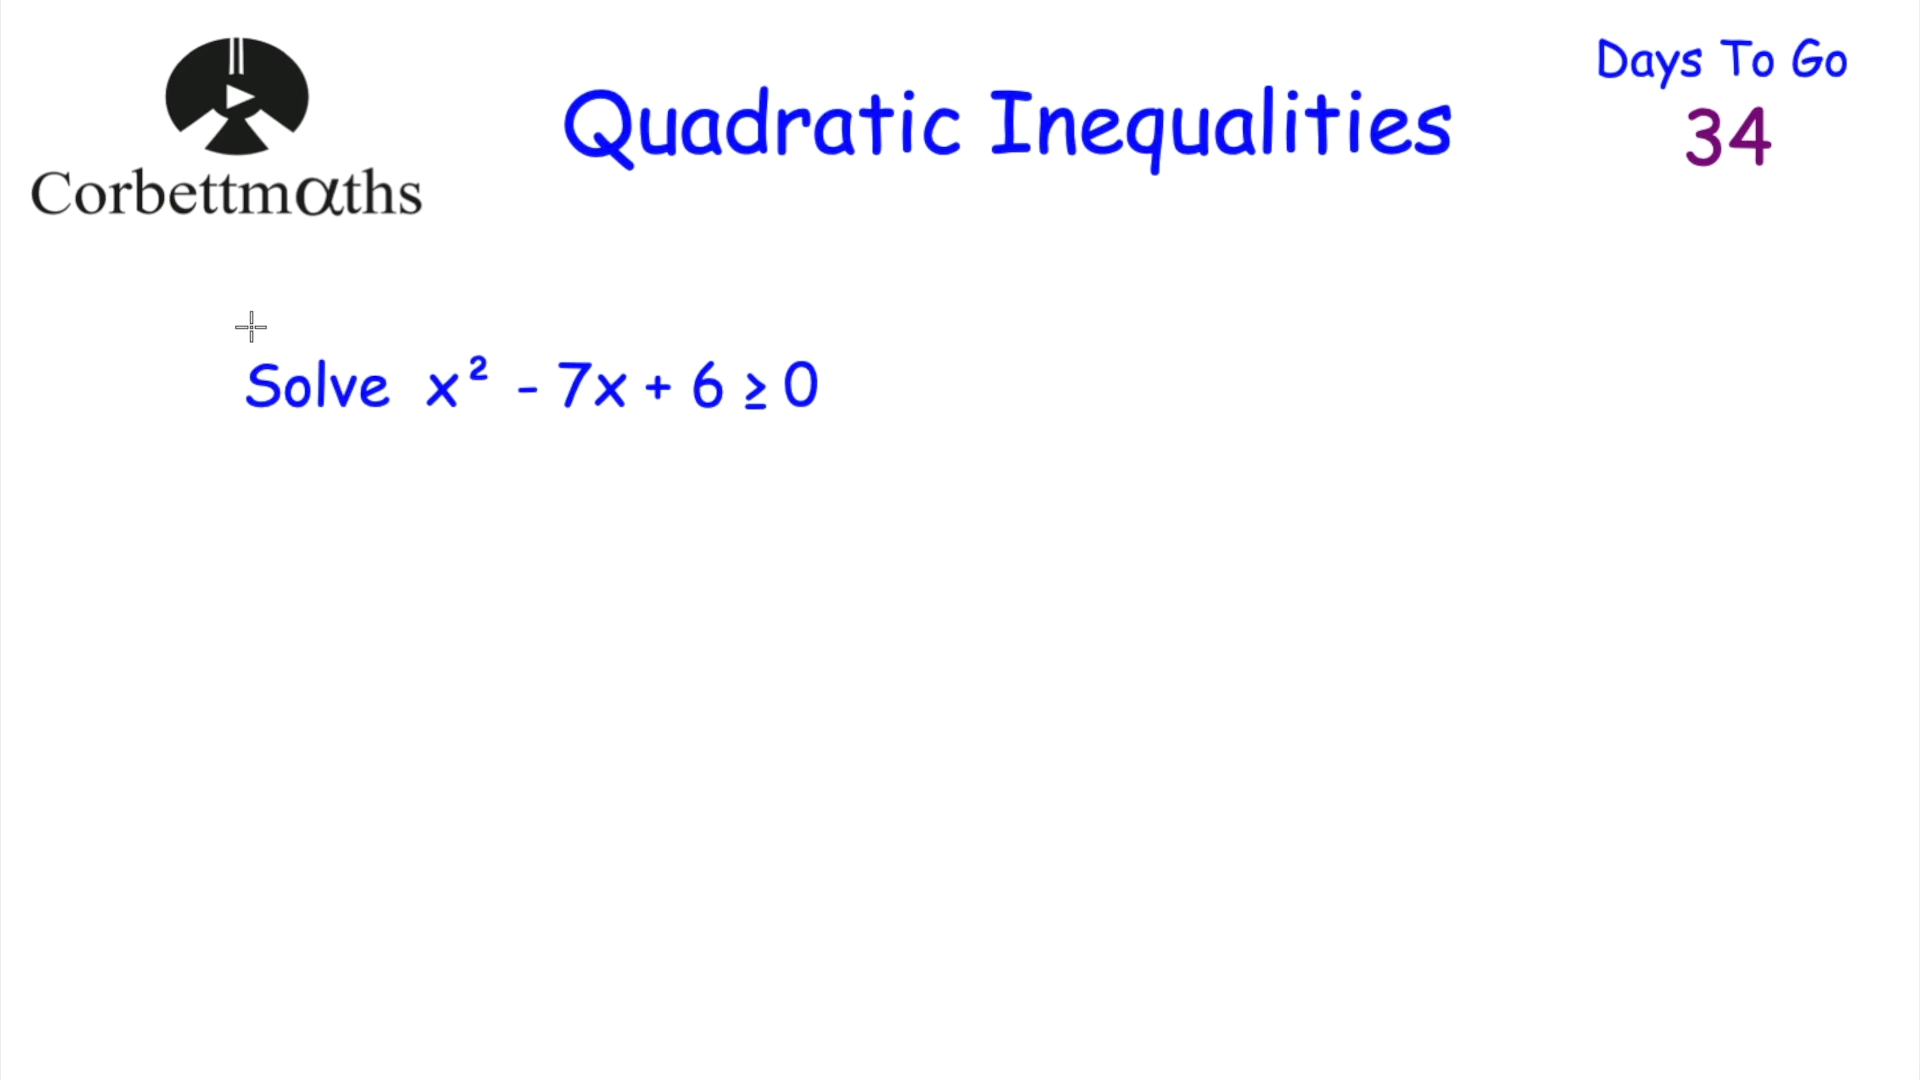 Corbettmαths
Quadratic Inequalities
Days To Go
34
Solve x² - 7x + 6 ≥ 0